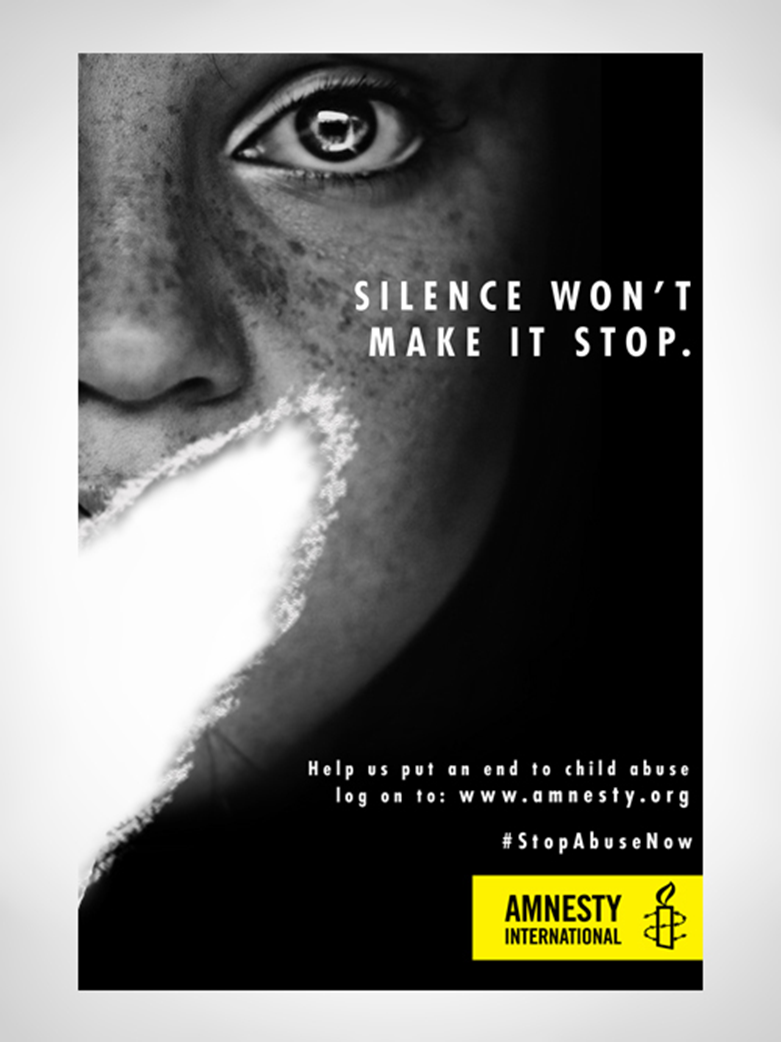 SILENCE WON'T
MAKE IT STOP.
Help us put an end to child abuse
log on to: www.amnesty.org
#StopAbuseNow
AMNESTY
INTERNATIONAL